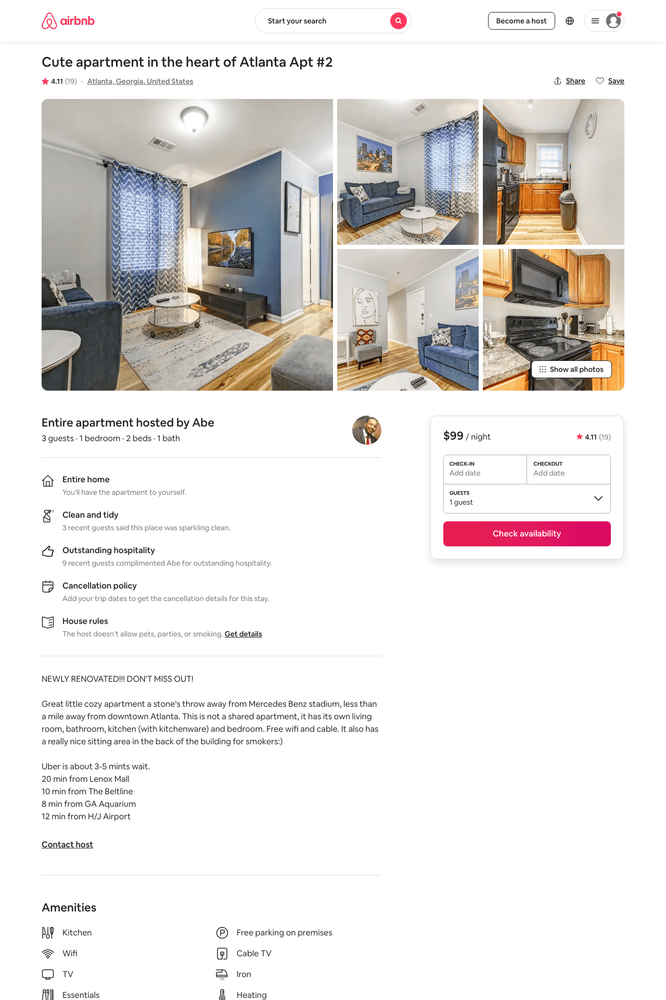 airbnb
Start your search
Become a host
Cute apartment in the heart of Atlanta Apt #2
4.11 (19) · Atlanta, Georgia, United States
Share
Save
Show all photos
Entire apartment hosted by Abe
3 guests · 1 bedroom · 2 beds · 1 bath
$99 / night
4.11 (19)
CHECK-IN
Add date
CHECKOUT
Add date
GUESTS
1 guest
Check availability
Entire home
You’ll have the apartment to yourself.
Clean and tidy
3 recent guests said this place was sparkling clean.
Outstanding hospitality
9 recent guests complimented Abe for outstanding hospitality.
Cancellation policy
Add your trip dates to get the cancellation details for this stay.
House rules
The host doesn’t allow pets, parties, or smoking. Get details
NEWLY RENOVATED!!! DON'T MISS OUT!
Great little cozy apartment a stone's throw away from Mercedes Benz stadium, less than
a mile away from downtown Atlanta. This is not a shared apartment, it has its own living
room, bathroom, kitchen (with kitchenware) and bedroom. Free wifi and cable. It also has
a really nice sitting area in the back of the building for smokers:)
Uber is about 3-5 mints wait.
20 min from Lenox Mall
10 min from The Beltline
8 min from GA Aquarium
12 min from H/J Airport
Contact host
Amenities
Kitchen
Free parking on premises
Wifi
Cable TV
TV
Iron
Essentials
Heating